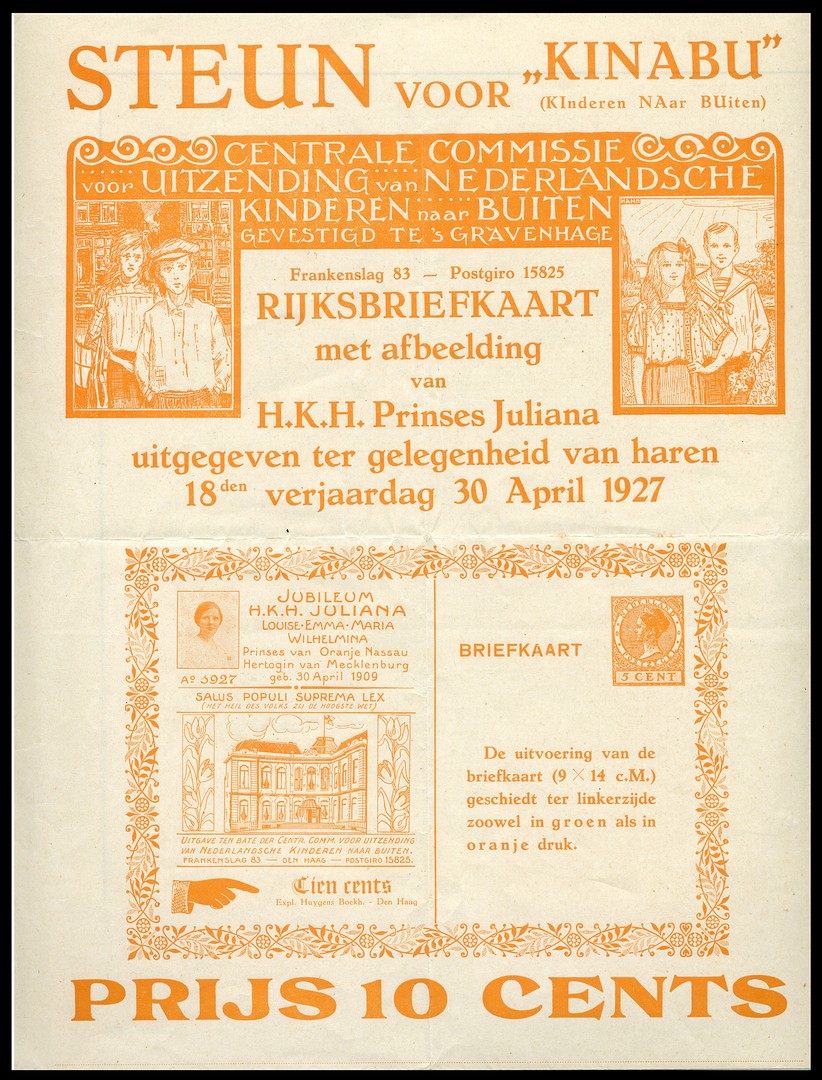 STEUN VOOR „KINABU”
(KInderen NAar BUiten)
CENTRALE COMMISSIE
voor UITZENDING van NEDERLANDSCHE
KINDEREN naar BUITEN
GEVESTIGD TE 's GRAVENHAGE
HAHN
Frankenslag 83 — Postgiro 15825
RIJKSBRIEFKAART
met afbeelding
van
H.K.H. Prinses Juliana
uitgegeven ter gelegenheid van haren
18den verjaardag 30 April 1927
JUBILEUM
H.K.H. JULIANA
LOUISE-EMMA-MARIA
WILHELMINA
Prinses van Oranje Nassau
Hertogin van Mecklenburg
geb. 30 April 1909
Ao 1927
SALUS POPULI SUPREMA LEX
(HET HEIL DES VOLKS ZIJ DE HOOGSTE WET)
UITGAVE TEN BATE DER CENTR. COMM. VOOR UITZENDING
VAN NEDERLANDSCHE KINDEREN NAAR BUITEN.
FRANKENSLAG 83 — DEN HAAG — POSTGIRO 15825.
Tien cents
Expl. Huygens Boekh. - Den Haag
NEDERLAND
5 CENT
BRIEFKAART
De uitvoering van de
briefkaart (9 × 14 c.M.)
geschiedt ter linkerzijde
zoowel in groen als in
oranje druk.
PRIJS 10 CENTS